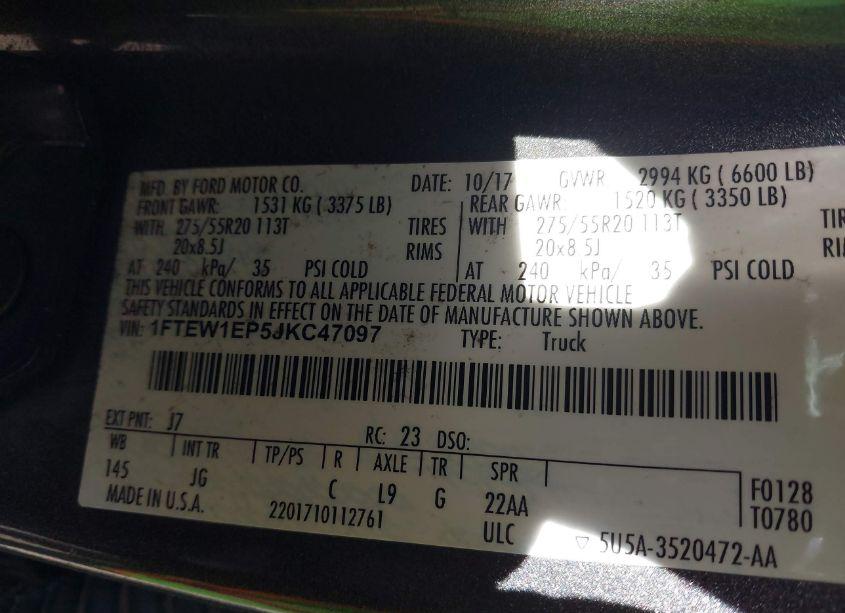 MFD. BY FORD MOTOR CO. DATE: 10/17 GVWR 2994 KG ( 6600 LB)
FRONT GAWR: 1531 KG ( 3375 LB) REAR GAWR: 1520 KG ( 3350 LB)
WITH 275/55R20 113T TIRES WITH 275/55R20 113T TIR
20x8.5J RIMS 20x8.5J RIM
AT 240 kPa/ 35 PSI COLD AT 240 kPa/ 35 PSI COLD
THIS VEHICLE CONFORMS TO ALL APPLICABLE FEDERAL MOTOR VEHICLE
SAFETY STANDARDS IN EFFECT ON THE DATE OF MANUFACTURE SHOWN ABOVE.
VIN: 1FTEW1EP5JKC47097 TYPE: Truck
EXT PNT: J7 RC: 23 DSO:
WB INT TR TP/PS R AXLE TR SPR
145 JG C L9 G 22AA F0128
MADE IN U.S.A. 2201710112761 ULC T0780
5U5A-3520472-AA